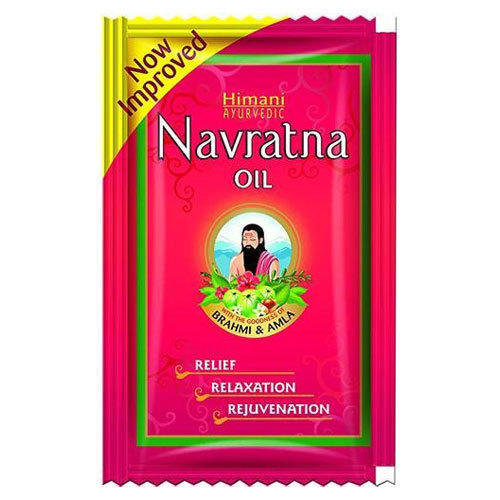 Now
Improved
Himani
AYURVEDIC
Navratna
OIL
WITH THE GOODNESS OF
BRAHMI & AMLA
RELIEF
RELAXATION
REJUVENATION